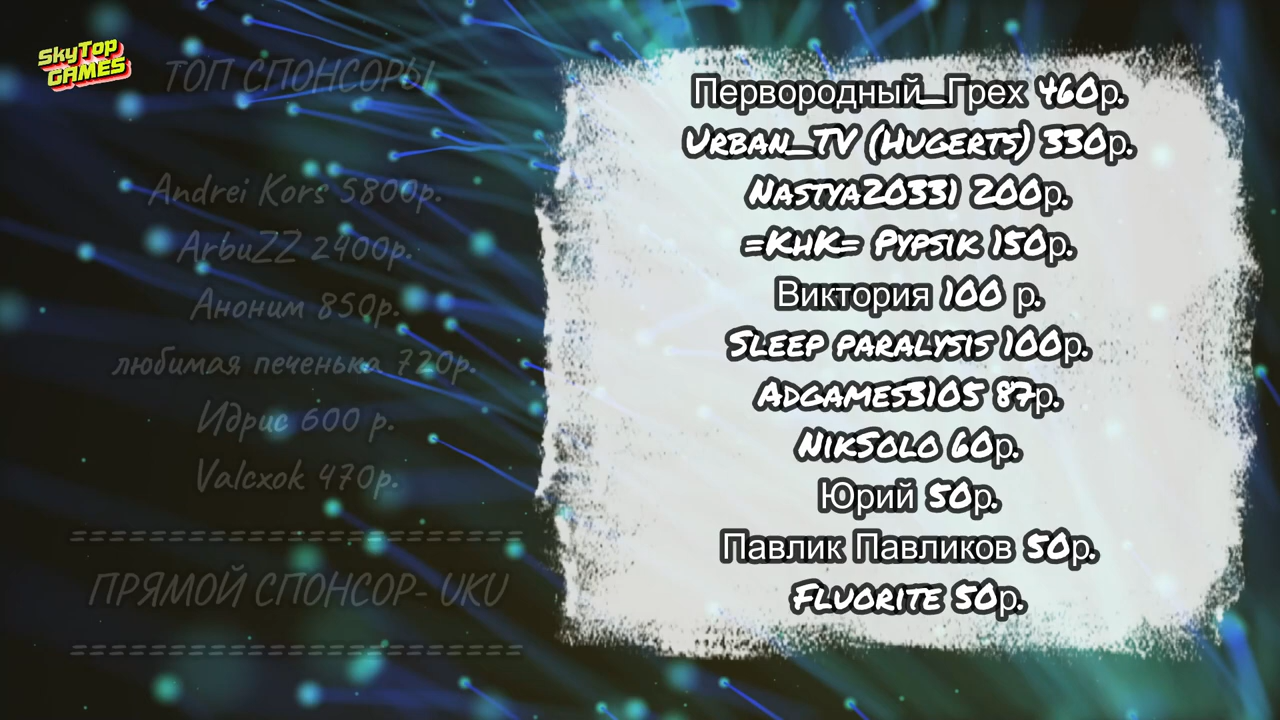 SkyTop
GAMES
ТОП СПОНСОРЫ
Andrei Kors 5800р.
ArbuZZ 2400р.
Аноним 850р.
любимая печенька 720р.
Идрис 600 р.
Valcxok 470р.
========================
ПРЯМОЙ СПОНСОР- UKU
========================
Первородный_Грех 460р.
Urban_TV (Hugerts) 330р.
Nastya20331 200р.
=KhK= Pypsik 150р.
Виктория 100 р.
Sleep paralysis 100р.
Adgames3105 87р.
NikSolo 60р.
Юрий 50р.
Павлик Павликов 50р.
Fluorite 50р.